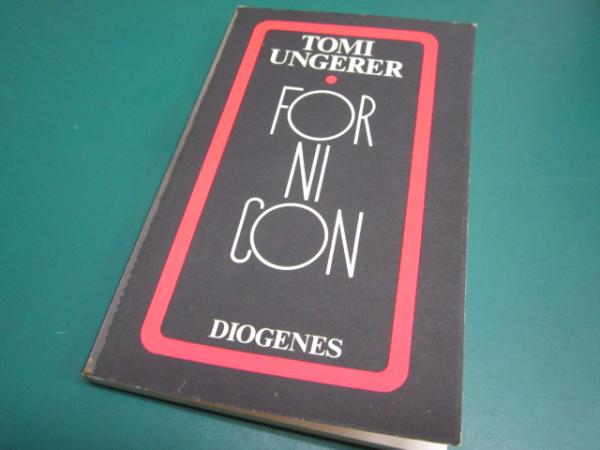 TOMI
UNGERER
FOR
NI
CON
DIOGENES